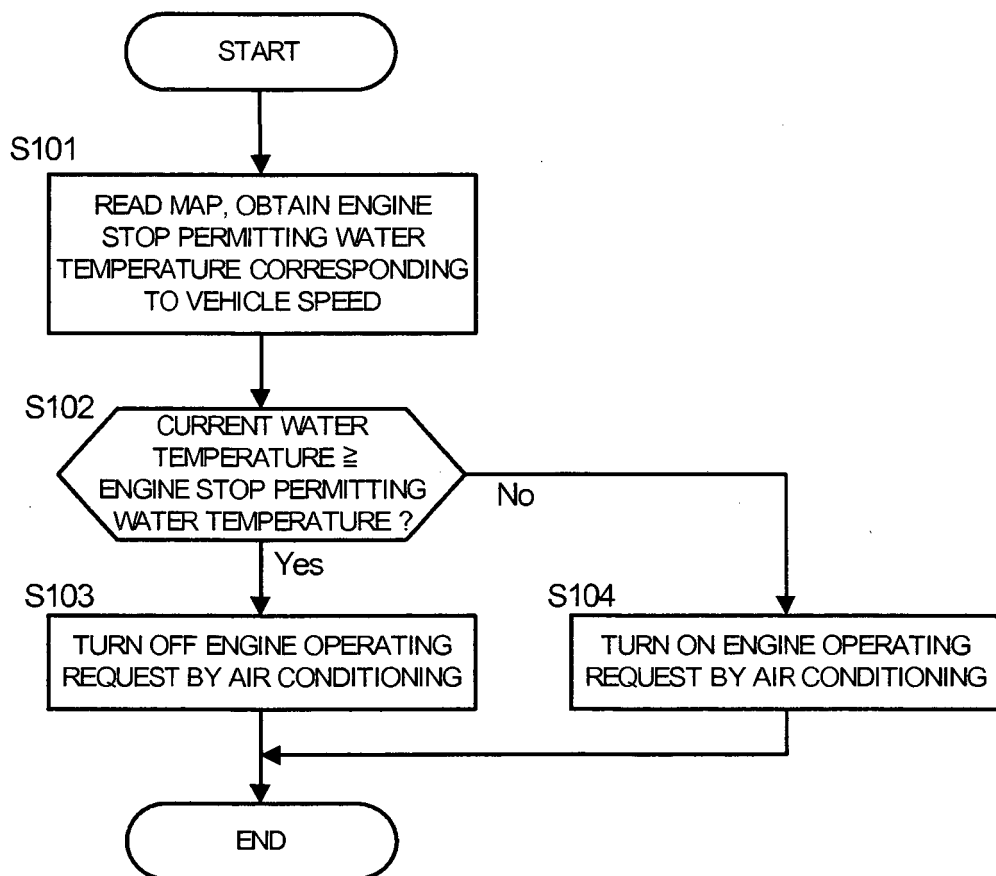 START
S101
READ MAP, OBTAIN ENGINE
STOP PERMITTING WATER
TEMPERATURE CORRESPONDING
TO VEHICLE SPEED
S102
CURRENT WATER
TEMPERATURE ≧
ENGINE STOP PERMITTING
WATER TEMPERATURE ?
No
Yes
S103
TURN OFF ENGINE OPERATING
REQUEST BY AIR CONDITIONING
S104
TURN ON ENGINE OPERATING
REQUEST BY AIR CONDITIONING
END